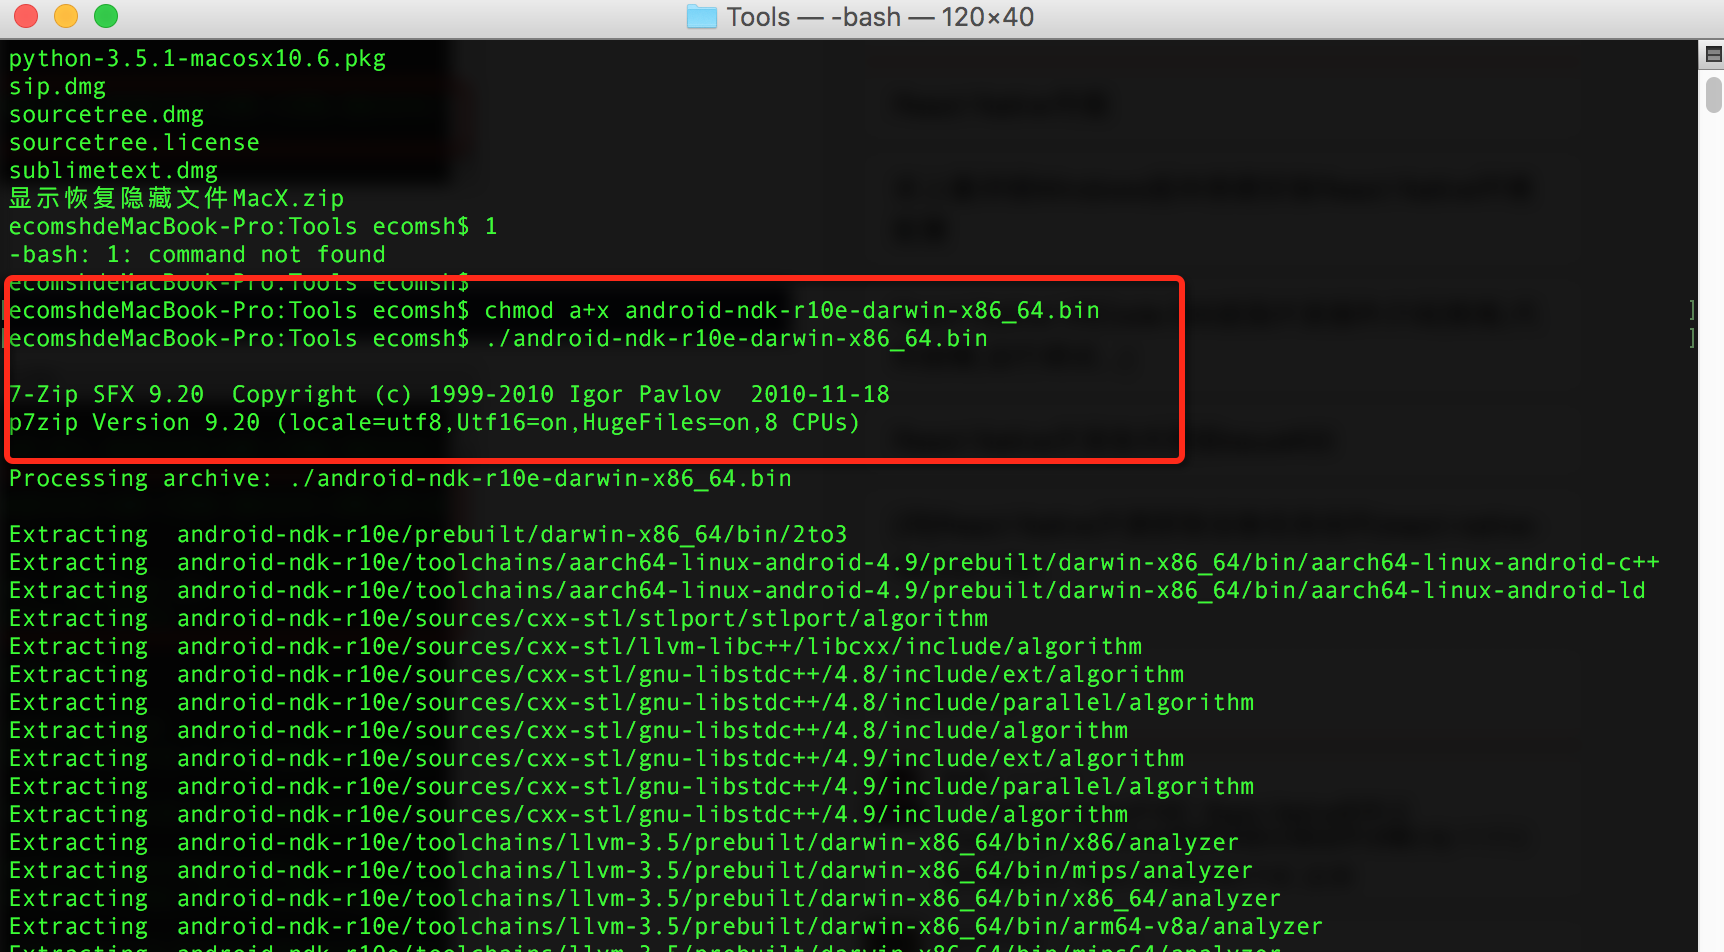 Tools — -bash — 120×40
python-3.5.1-macosx10.6.pkg
sip.dmg
sourcetree.dmg
sourcetree.license
sublimetext.dmg
显示恢复隐藏文件MacX.zip
ecomshdeMacBook-Pro:Tools ecomsh$ 1
-bash: 1: command not found
ecomshdeMacBook-Pro:Tools ecomsh$
ecomshdeMacBook-Pro:Tools ecomsh$ chmod a+x android-ndk-r10e-darwin-x86_64.bin ]
ecomshdeMacBook-Pro:Tools ecomsh$ ./android-ndk-r10e-darwin-x86_64.bin ]
7-Zip SFX 9.20  Copyright (c) 1999-2010 Igor Pavlov  2010-11-18
p7zip Version 9.20 (locale=utf8,Utf16=on,HugeFiles=on,8 CPUs)
Processing archive: ./android-ndk-r10e-darwin-x86_64.bin
Extracting  android-ndk-r10e/prebuilt/darwin-x86_64/bin/2to3
Extracting  android-ndk-r10e/toolchains/aarch64-linux-android-4.9/prebuilt/darwin-x86_64/bin/aarch64-linux-android-c++
Extracting  android-ndk-r10e/toolchains/aarch64-linux-android-4.9/prebuilt/darwin-x86_64/bin/aarch64-linux-android-ld
Extracting  android-ndk-r10e/sources/cxx-stl/stlport/stlport/algorithm
Extracting  android-ndk-r10e/sources/cxx-stl/llvm-libc++/libcxx/include/algorithm
Extracting  android-ndk-r10e/sources/cxx-stl/gnu-libstdc++/4.8/include/ext/algorithm
Extracting  android-ndk-r10e/sources/cxx-stl/gnu-libstdc++/4.8/include/parallel/algorithm
Extracting  android-ndk-r10e/sources/cxx-stl/gnu-libstdc++/4.8/include/algorithm
Extracting  android-ndk-r10e/sources/cxx-stl/gnu-libstdc++/4.9/include/ext/algorithm
Extracting  android-ndk-r10e/sources/cxx-stl/gnu-libstdc++/4.9/include/parallel/algorithm
Extracting  android-ndk-r10e/sources/cxx-stl/gnu-libstdc++/4.9/include/algorithm
Extracting  android-ndk-r10e/toolchains/llvm-3.5/prebuilt/darwin-x86_64/bin/x86/analyzer
Extracting  android-ndk-r10e/toolchains/llvm-3.5/prebuilt/darwin-x86_64/bin/mips/analyzer
Extracting  android-ndk-r10e/toolchains/llvm-3.5/prebuilt/darwin-x86_64/bin/x86_64/analyzer
Extracting  android-ndk-r10e/toolchains/llvm-3.5/prebuilt/darwin-x86_64/bin/arm64-v8a/analyzer
Extracting  android-ndk-r10e/toolchains/llvm-3.5/prebuilt/darwin-x86_64/bin/mips64/analyzer